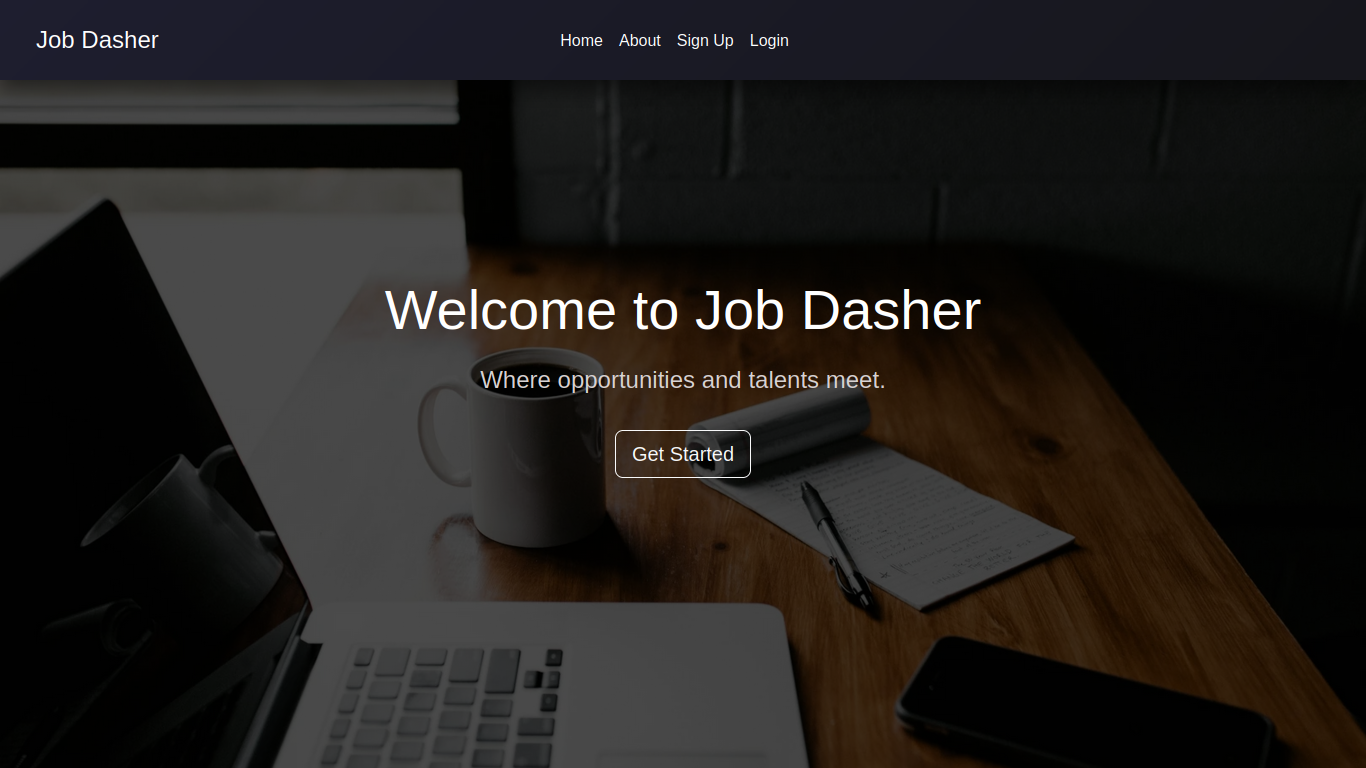 Job Dasher
Home About Sign Up Login
Welcome to Job Dasher
Where opportunities and talents meet.
Get Started